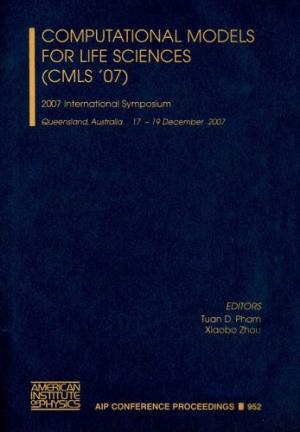 COMPUTATIONAL MODELS
FOR LIFE SCIENCES
(CMLS '07)
2007 International Symposium
Queensland, Australia 17 – 19 December 2007
EDITORS
Tuan D. Pham
Xiaobo Zhou
AMERICAN
INSTITUTE
OF PHYSICS
AIP CONFERENCE PROCEEDINGS 952